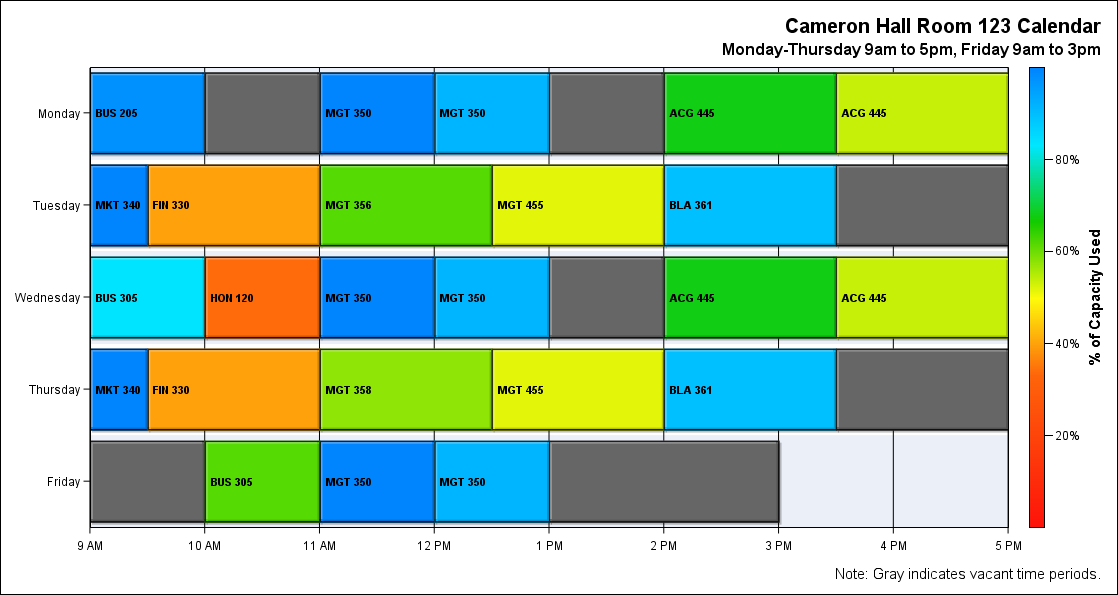 Cameron Hall Room 123 Calendar
Monday-Thursday 9am to 5pm, Friday 9am to 3pm
Monday
BUS 205
MGT 350
MGT 350
ACG 445
ACG 445
Tuesday
MKT 340
FIN 330
MGT 356
MGT 455
BLA 361
Wednesday
BUS 305
HON 120
MGT 350
MGT 350
ACG 445
ACG 445
Thursday
MKT 340
FIN 330
MGT 358
MGT 455
BLA 361
Friday
BUS 305
MGT 350
MGT 350
9 AM
10 AM
11 AM
12 PM
1 PM
2 PM
3 PM
4 PM
5 PM
80%
60%
40%
20%
% of Capacity Used
Note: Gray indicates vacant time periods.